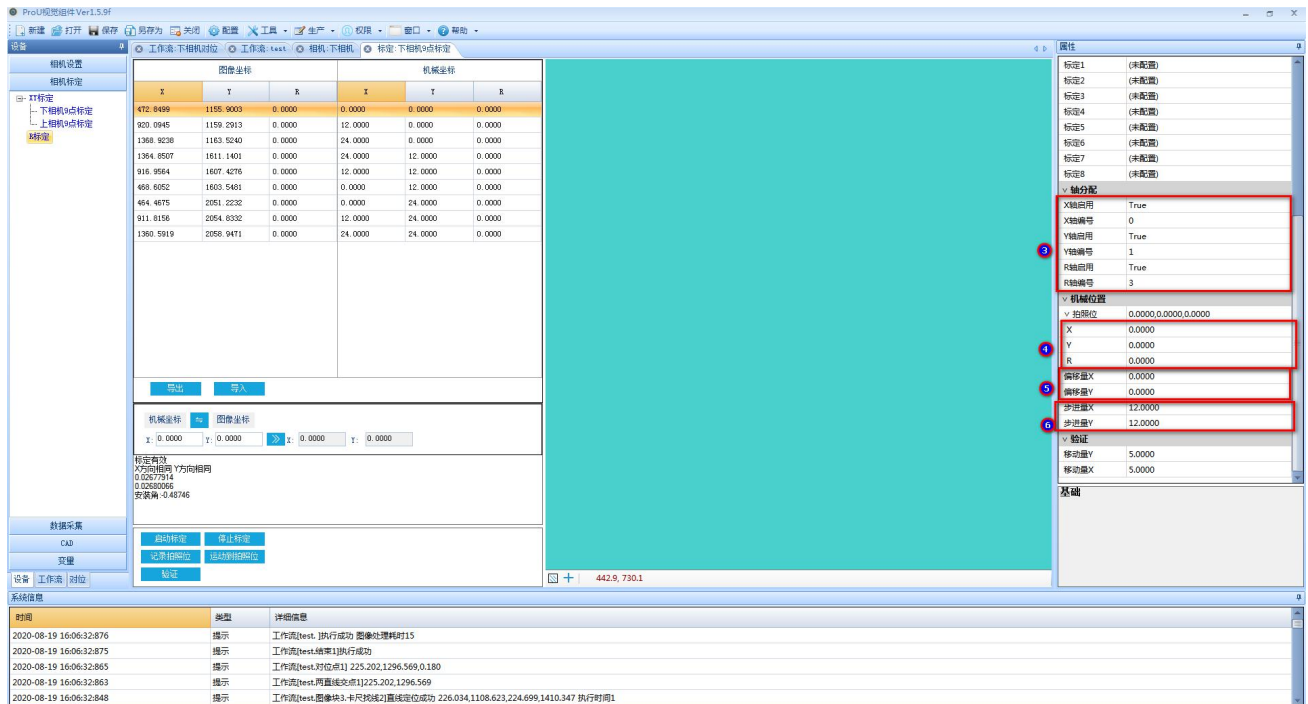 ProU视觉组件 Ver1.5.9f
新建 打开 保存 另存为 关闭 配置 工具 生产 权限 窗口 帮助
设备
工作流:下相机对位 工作流:test 相机:下相机 标定:下相机9点标定
属性
相机设置
相机标定
XY标定
下相机9点标定
上相机9点标定
R标定
图像坐标 机械坐标
X Y R X Y R
472.8499 1155.9003 0.0000 0.0000 0.0000 0.0000
920.0945 1159.2913 0.0000 12.0000 0.0000 0.0000
1368.9238 1163.5240 0.0000 24.0000 0.0000 0.0000
1364.8507 1611.1401 0.0000 24.0000 12.0000 0.0000
916.9564 1607.4276 0.0000 12.0000 12.0000 0.0000
468.6052 1603.5481 0.0000 0.0000 12.0000 0.0000
464.4675 2051.2232 0.0000 0.0000 24.0000 0.0000
911.8156 2054.8332 0.0000 12.0000 24.0000 0.0000
1360.5919 2058.9471 0.0000 24.0000 24.0000 0.0000
导出 导入
机械坐标 图像坐标
X: 0.0000 Y: 0.0000 X: 0.0000 Y: 0.0000
标定有效
X方向相同 Y方向相同
0.02677914
0.02680066
安装角:-0.48746
启动标定 停止标定
记录拍照位 运动到拍照位
验证
442.9, 730.1
标定1 (未配置)
标定2 (未配置)
标定3 (未配置)
标定4 (未配置)
标定5 (未配置)
标定6 (未配置)
标定7 (未配置)
标定8 (未配置)
轴分配
X轴启用 True
X轴编号 0
Y轴启用 True
3
Y轴编号 1
R轴启用 True
R轴编号 3
机械位置
拍照位 0.0000,0.0000,0.0000
X 0.0000
4
Y 0.0000
R 0.0000
偏移量X 0.0000
5
偏移量Y 0.0000
步进量X 12.0000
6
步进量Y 12.0000
验证
移动量Y 5.0000
移动量X 5.0000
基础
数据采集
CAD
变量
设备 工作流 对位
系统信息
时间 类型 详细信息
2020-08-19 16:06:32:876 提示 工作流[test. ]执行成功 图像处理耗时15
2020-08-19 16:06:32:875 提示 工作流[test.结束1]执行成功
2020-08-19 16:06:32:865 提示 工作流[test.对位点1] 225.202,1296.569,0.180
2020-08-19 16:06:32:863 提示 工作流[test.两直线交点1]225.202,1296.569
2020-08-19 16:06:32:848 提示 工作流[test.图像块3.卡尺找线2]直线定位成功 226.034,1108.623,224.699,1410.347 执行时间1